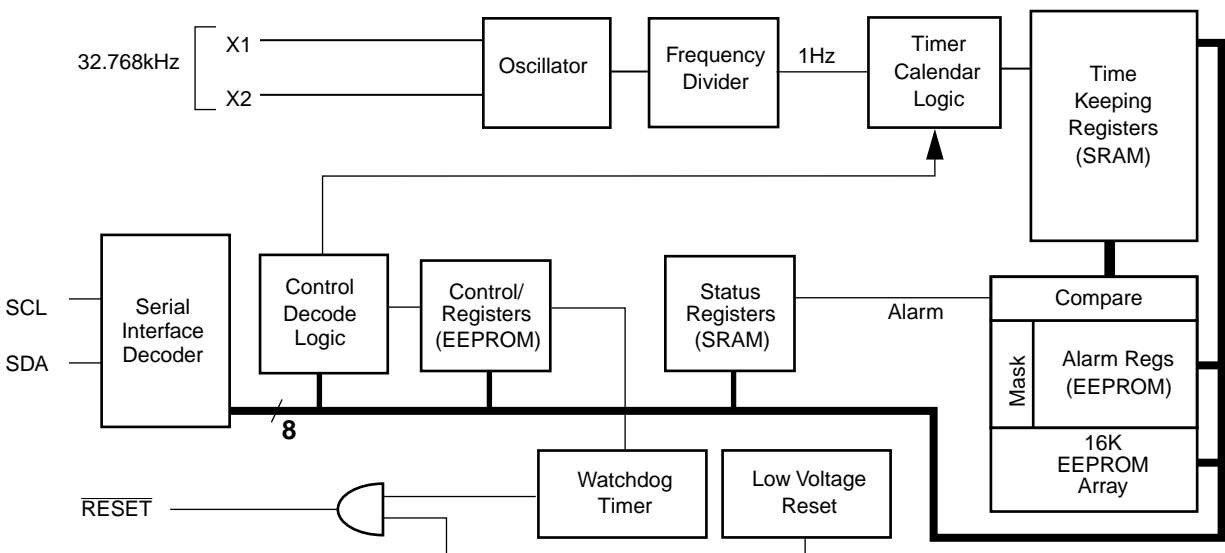 32.768kHz
X1
X2
Oscillator
Frequency
Divider
1Hz
Timer
Calendar
Logic
Time
Keeping
Registers
(SRAM)
SCL
SDA
Serial
Interface
Decoder
Control
Decode
Logic
Control/
Registers
(EEPROM)
Status
Registers
(SRAM)
Alarm
Compare
Mask
Alarm Regs
(EEPROM)
16K
EEPROM
Array
8
RESET
Watchdog
Timer
Low Voltage
Reset